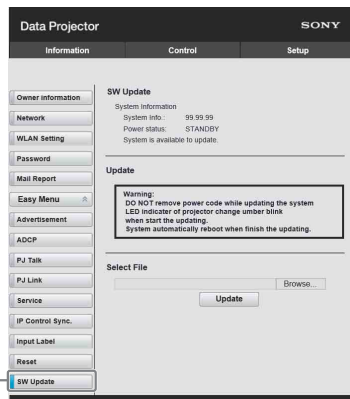 Data Projector
SONY
Information
Control
Setup
Owner information
Network
WLAN Setting
Password
Mail Report
Easy Menu
Advertisement
ADCP
PJ Talk
PJ Link
Service
IP Control Sync.
Input Label
Reset
SW Update
SW Update
System Information
System Info.: 99.99.99
Power status: STANDBY
System is available to update.
Update
Warning:
DO NOT remove power code while updating the system
LED indicater of projector change umber blink
when start the updating.
System automatically reboot when finish the updating.
Select File
Browse...
Update